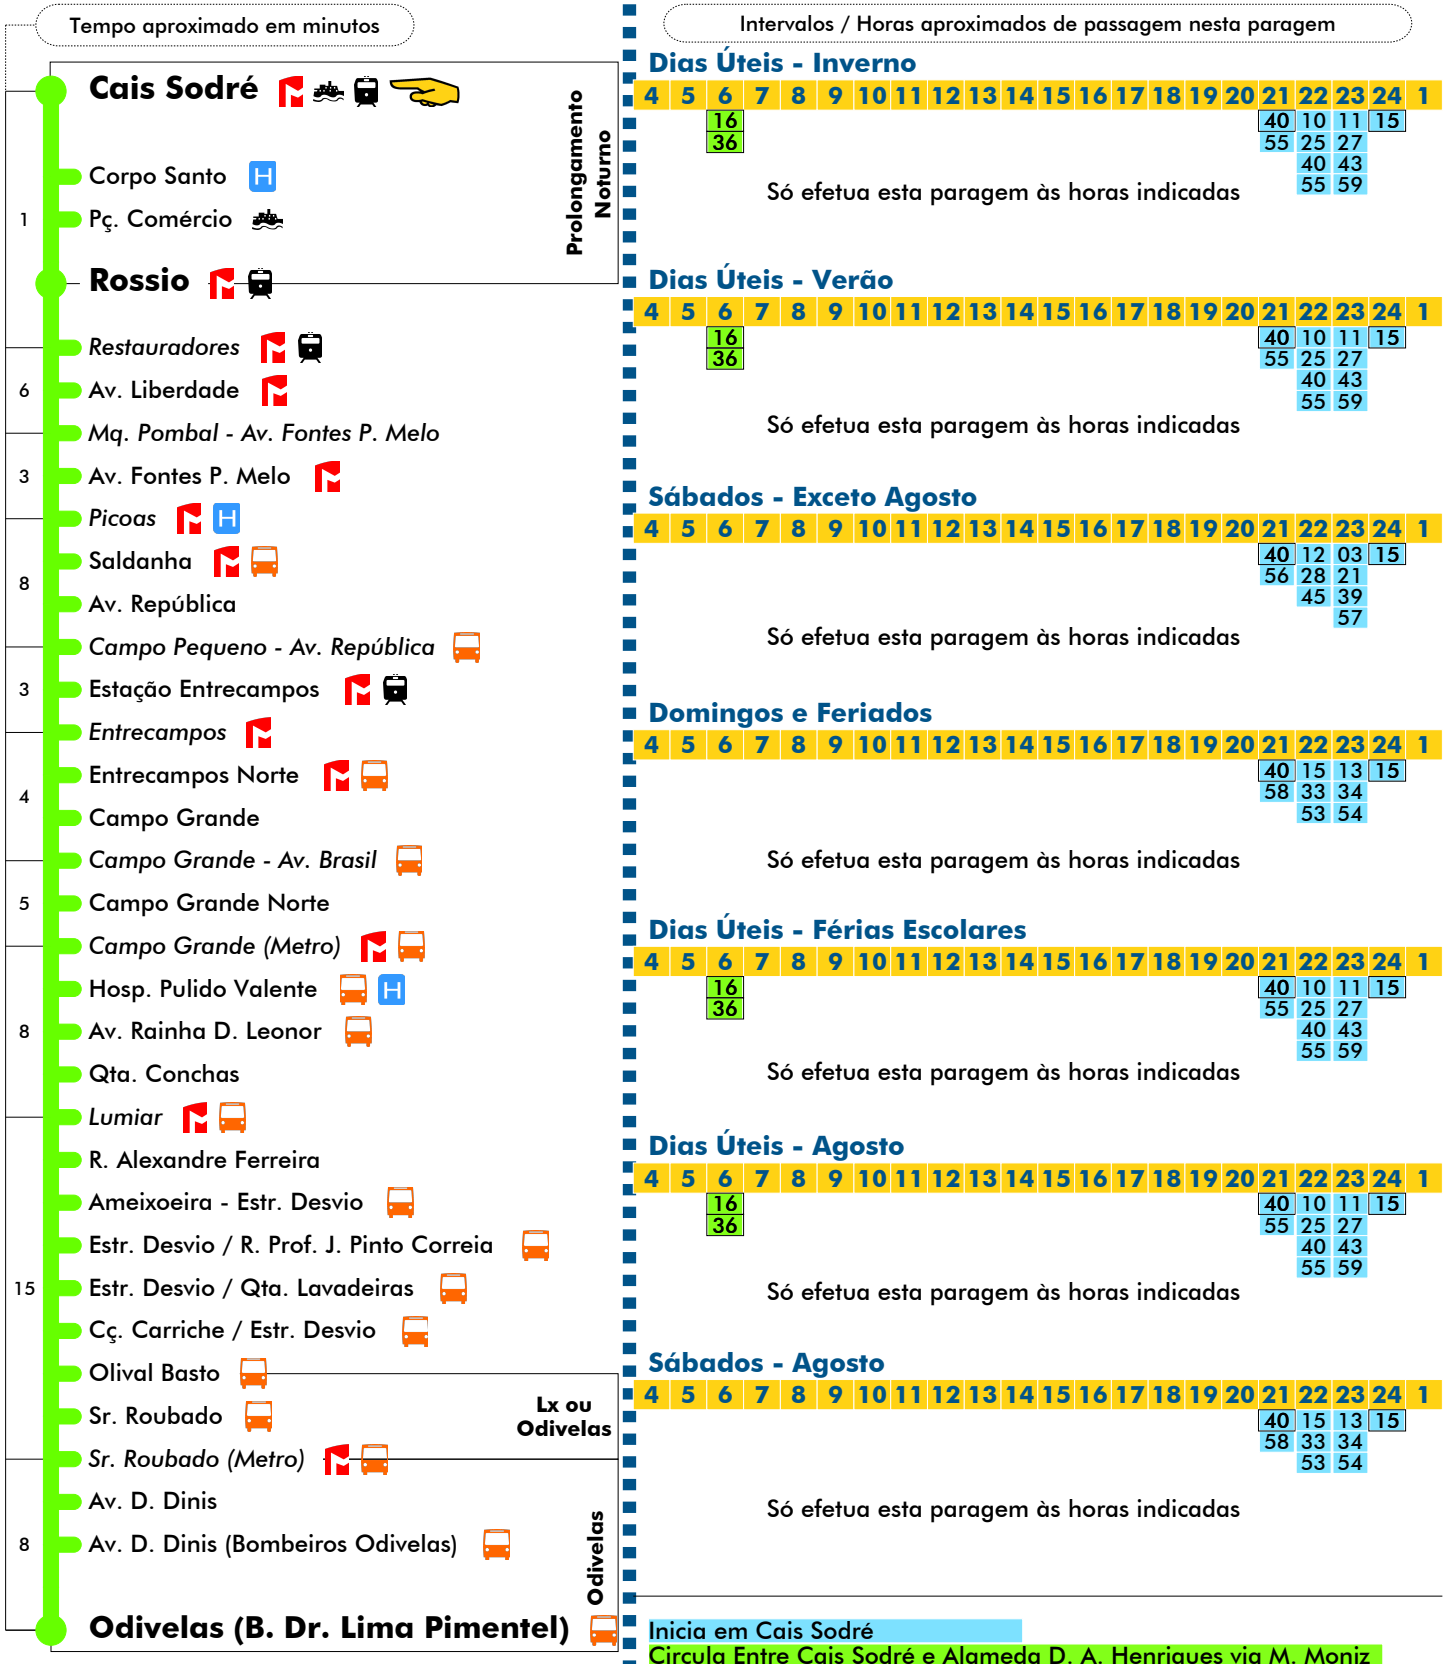 Tempo aproximado em minutos
Cais Sodré
Corpo Santo H
1
Pç. Comércio
Prolongamento
Noturno
Rossio
Restauradores
6
Av. Liberdade
Mq. Pombal - Av. Fontes P. Melo
3
Av. Fontes P. Melo
Picoas H
Saldanha
8
Av. República
Campo Pequeno - Av. República
3
Estação Entrecampos
Entrecampos
Entrecampos Norte
4
Campo Grande
Campo Grande - Av. Brasil
5
Campo Grande Norte
Campo Grande (Metro)
Hosp. Pulido Valente H
8
Av. Rainha D. Leonor
Qta. Conchas
Lumiar
R. Alexandre Ferreira
Ameixoeira - Estr. Desvio
Estr. Desvio / R. Prof. J. Pinto Correia
15
Estr. Desvio / Qta. Lavadeiras
Cç. Carriche / Estr. Desvio
Olival Basto
Sr. Roubado
Lx ou
Odivelas
Sr. Roubado (Metro)
Av. D. Dinis
8
Av. D. Dinis (Bombeiros Odivelas)
Odivelas
Odivelas (B. Dr. Lima Pimentel)
Intervalos / Horas aproximados de passagem nesta paragem
Dias Úteis - Inverno
4 5 6 7 8 9 10 11 12 13 14 15 16 17 18 19 20 21 22 23 24 1
16 40 10 11 15
36 55 25 27
40 43
55 59
Só efetua esta paragem às horas indicadas
Dias Úteis - Verão
4 5 6 7 8 9 10 11 12 13 14 15 16 17 18 19 20 21 22 23 24 1
16 40 10 11 15
36 55 25 27
40 43
55 59
Só efetua esta paragem às horas indicadas
Sábados - Exceto Agosto
4 5 6 7 8 9 10 11 12 13 14 15 16 17 18 19 20 21 22 23 24 1
40 12 03 15
56 28 21
45 39
57
Só efetua esta paragem às horas indicadas
Domingos e Feriados
4 5 6 7 8 9 10 11 12 13 14 15 16 17 18 19 20 21 22 23 24 1
40 15 13 15
58 33 34
53 54
Só efetua esta paragem às horas indicadas
Dias Úteis - Férias Escolares
4 5 6 7 8 9 10 11 12 13 14 15 16 17 18 19 20 21 22 23 24 1
16 40 10 11 15
36 55 25 27
40 43
55 59
Só efetua esta paragem às horas indicadas
Dias Úteis - Agosto
4 5 6 7 8 9 10 11 12 13 14 15 16 17 18 19 20 21 22 23 24 1
16 40 10 11 15
36 55 25 27
40 43
55 59
Só efetua esta paragem às horas indicadas
Sábados - Agosto
4 5 6 7 8 9 10 11 12 13 14 15 16 17 18 19 20 21 22 23 24 1
40 15 13 15
58 33 34
53 54
Só efetua esta paragem às horas indicadas
Inicia em Cais Sodré
Circula Entre Cais Sodré e Alameda D. A. Henriques via M. Moniz